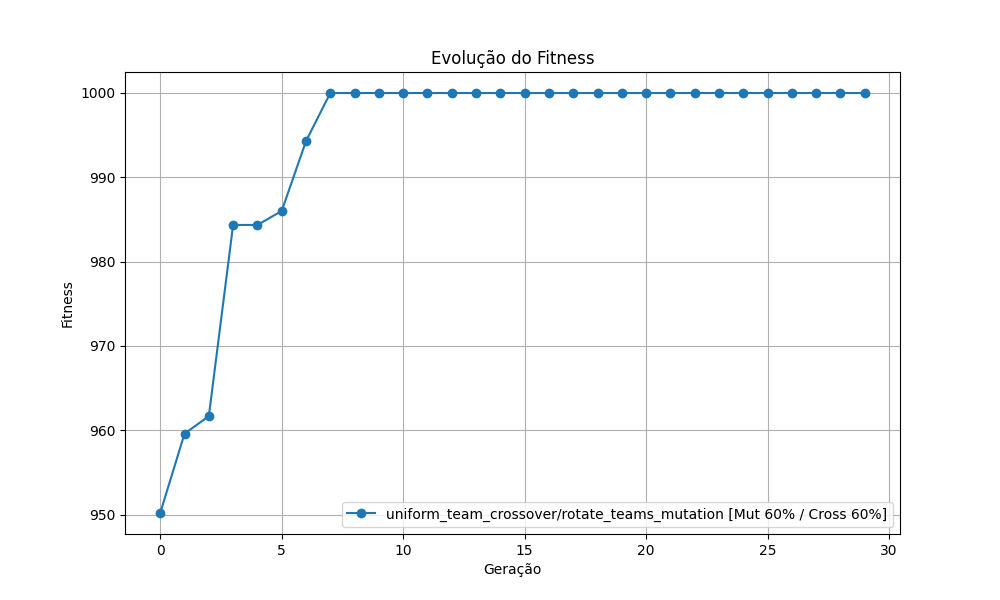 Evolução do Fitness
Fitness
1000
990
980
970
960
950
uniform_team_crossover/rotate_teams_mutation [Mut 60% / Cross 60%]
0 5 10 15 20 25 30
Geração